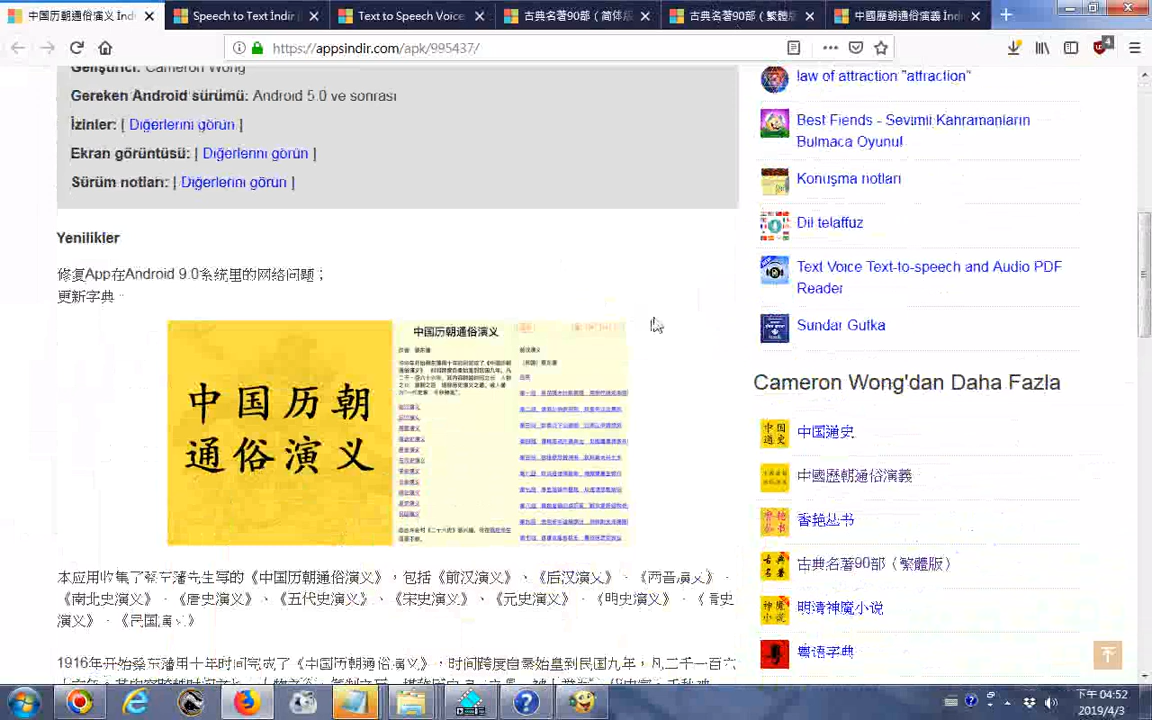 中国历朝通俗演义 İnd
Speech to Text İndir
Text to Speech Voice
古典名著90部（简体版
古典名著90部（繁體版
中國歷朝通俗演義 İnd
https://appsindir.com/apk/995437/
4
Geliştirici: Cameron Wong
Gereken Android sürümü: Android 5.0 ve sonrası
İzinler: [ Diğerlerini görün ]
Ekran görüntüsü: [ Diğerlerini görün ]
Sürüm notları: [ Diğerlerini görün ]
Yenilikler
修复App在Android 9.0系统里的网络问题；
更新字典。
中国历朝
通俗演义
中国历朝通俗演义
本应用收集了蔡东藩先生写的《中国历朝通俗演义》，包括《前汉演义》、《后汉演义》、《两晋演义》、
《南北史演义》、《唐史演义》、《五代史演义》、《宋史演义》、《元史演义》、《明史演义》、《清史
演义》、《民国演义》
1916年开始蔡东藩用十年时间完成了《中国历朝通俗演义》，时间跨度自秦始皇到民国九年，凡二千一百六
law of attraction "attraction"
Best Fiends - Sevimli Kahramanların
Bulmaca Oyunu!
Konuşma notları
Dil telaffuz
Text Voice Text-to-speech and Audio PDF
Reader
Sundar Gutka
Cameron Wong'dan Daha Fazla
中国通史
中國歷朝通俗演義
香艳丛书
古典名著90部（繁體版）
明清神魔小说
粤语字典
下午 04:52
2019/4/3